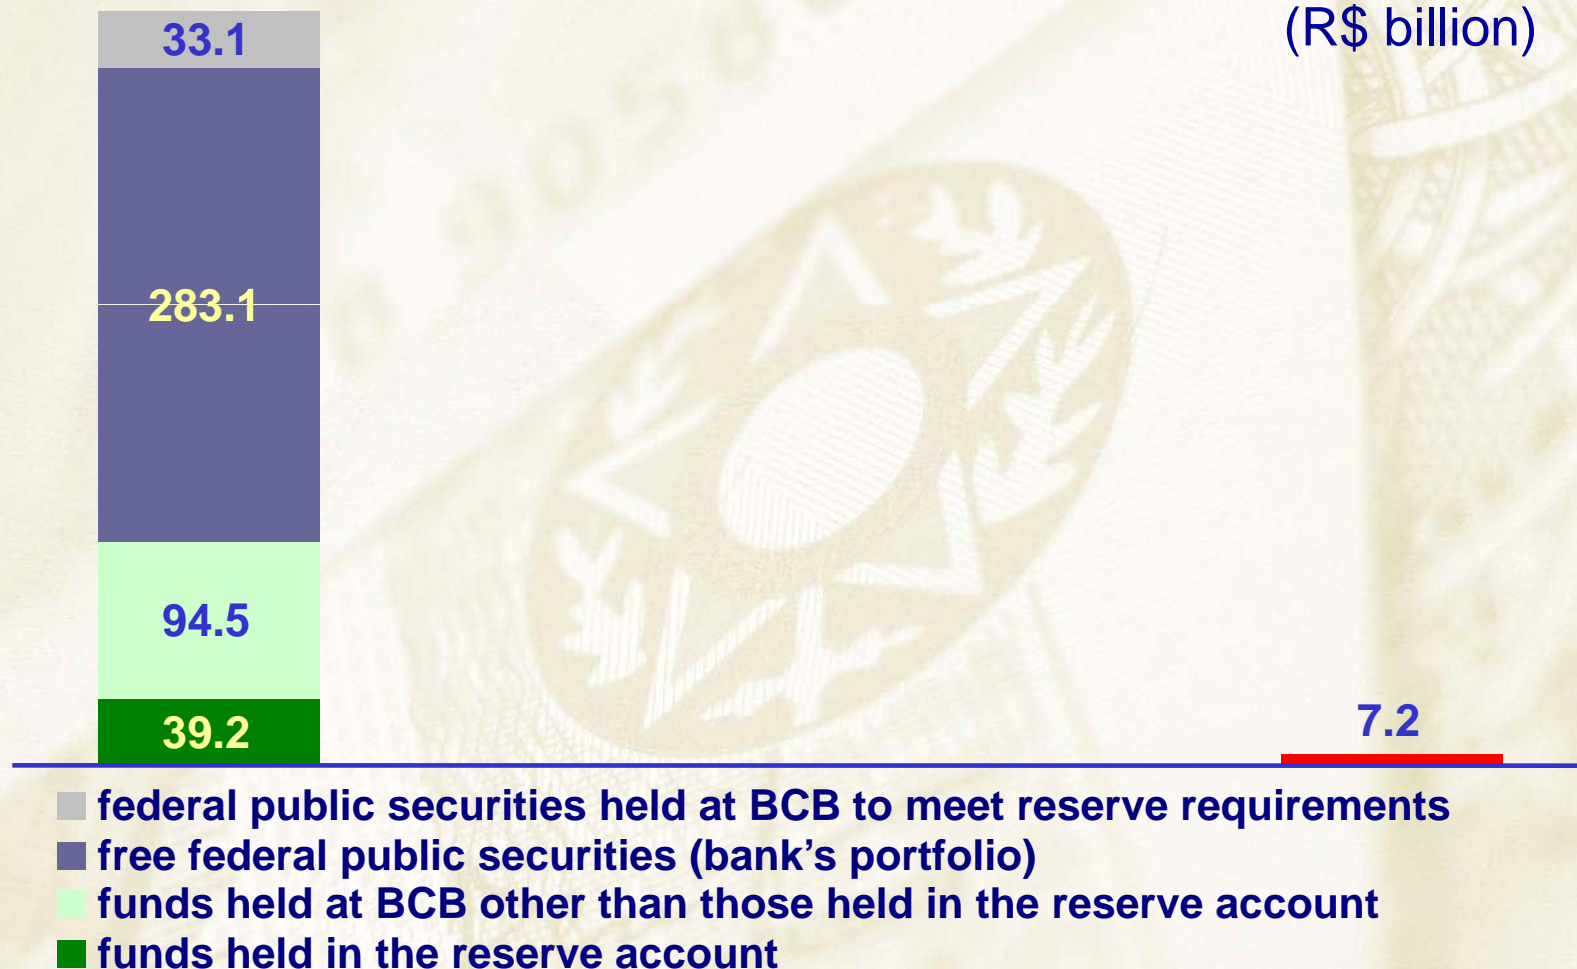 (R$ billion)
33.1
283.1
94.5
39.2
7.2
federal public securities held at BCB to meet reserve requirements
free federal public securities (bank’s portfolio)
funds held at BCB other than those held in the reserve account
funds held in the reserve account